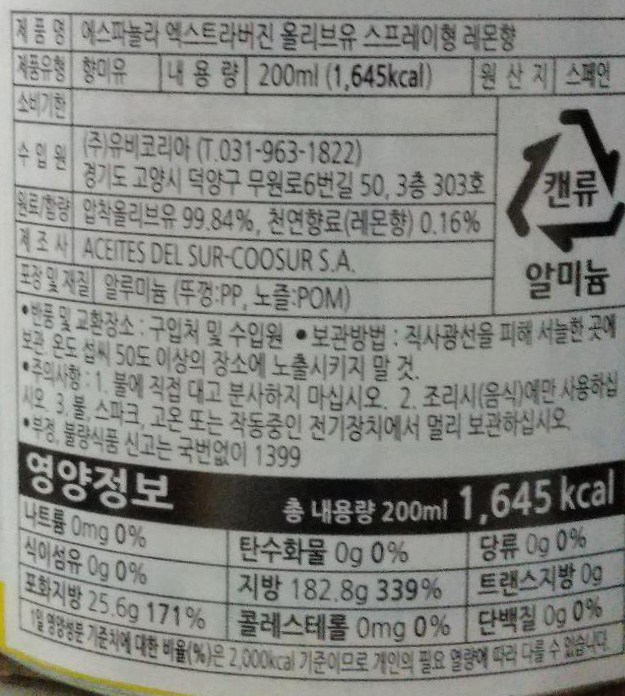 제품명 에스파뇰라 엑스트라버진 올리브유 스프레이형 레몬향
제품유형 향미유 내용량 200ml (1,645kcal) 원산지 스페인
소비기한
수입원 (주)유비코리아 (T.031-963-1822)
경기도 고양시 덕양구 무원로6번길 50, 3층 303호
원료/함량 압착올리브유 99.84%, 천연향료(레몬향) 0.16%
제조사 ACEITES DEL SUR-COOSUR S.A.
포장 및 재질 알루미늄 (뚜껑:PP, 노즐:POM)
캔류
알미늄
•반품 및 교환장소 : 구입처 및 수입원 •보관방법 : 직사광선을 피해 서늘한 곳에
보관. 온도 섭씨 50도 이상의 장소에 노출시키지 말 것.
•주의사항 : 1. 불에 직접 대고 분사하지 마십시오. 2. 조리시(음식)에만 사용하십
시오. 3. 불, 스파크, 고온 또는 작동중인 전기장치에서 멀리 보관하십시오.
•부정, 불량식품 신고는 국번없이 1399
영양정보 총 내용량 200ml 1,645 kcal
나트륨 0mg 0% 탄수화물 0g 0% 당류 0g 0%
식이섬유 0g 0% 지방 182.8g 339% 트랜스지방 0g
포화지방 25.6g 171% 콜레스테롤 0mg 0% 단백질 0g 0%
1일 영양성분 기준치에 대한 비율(%)은 2,000kcal 기준이므로 개인의 필요 열량에 따라 다를 수 있습니다.